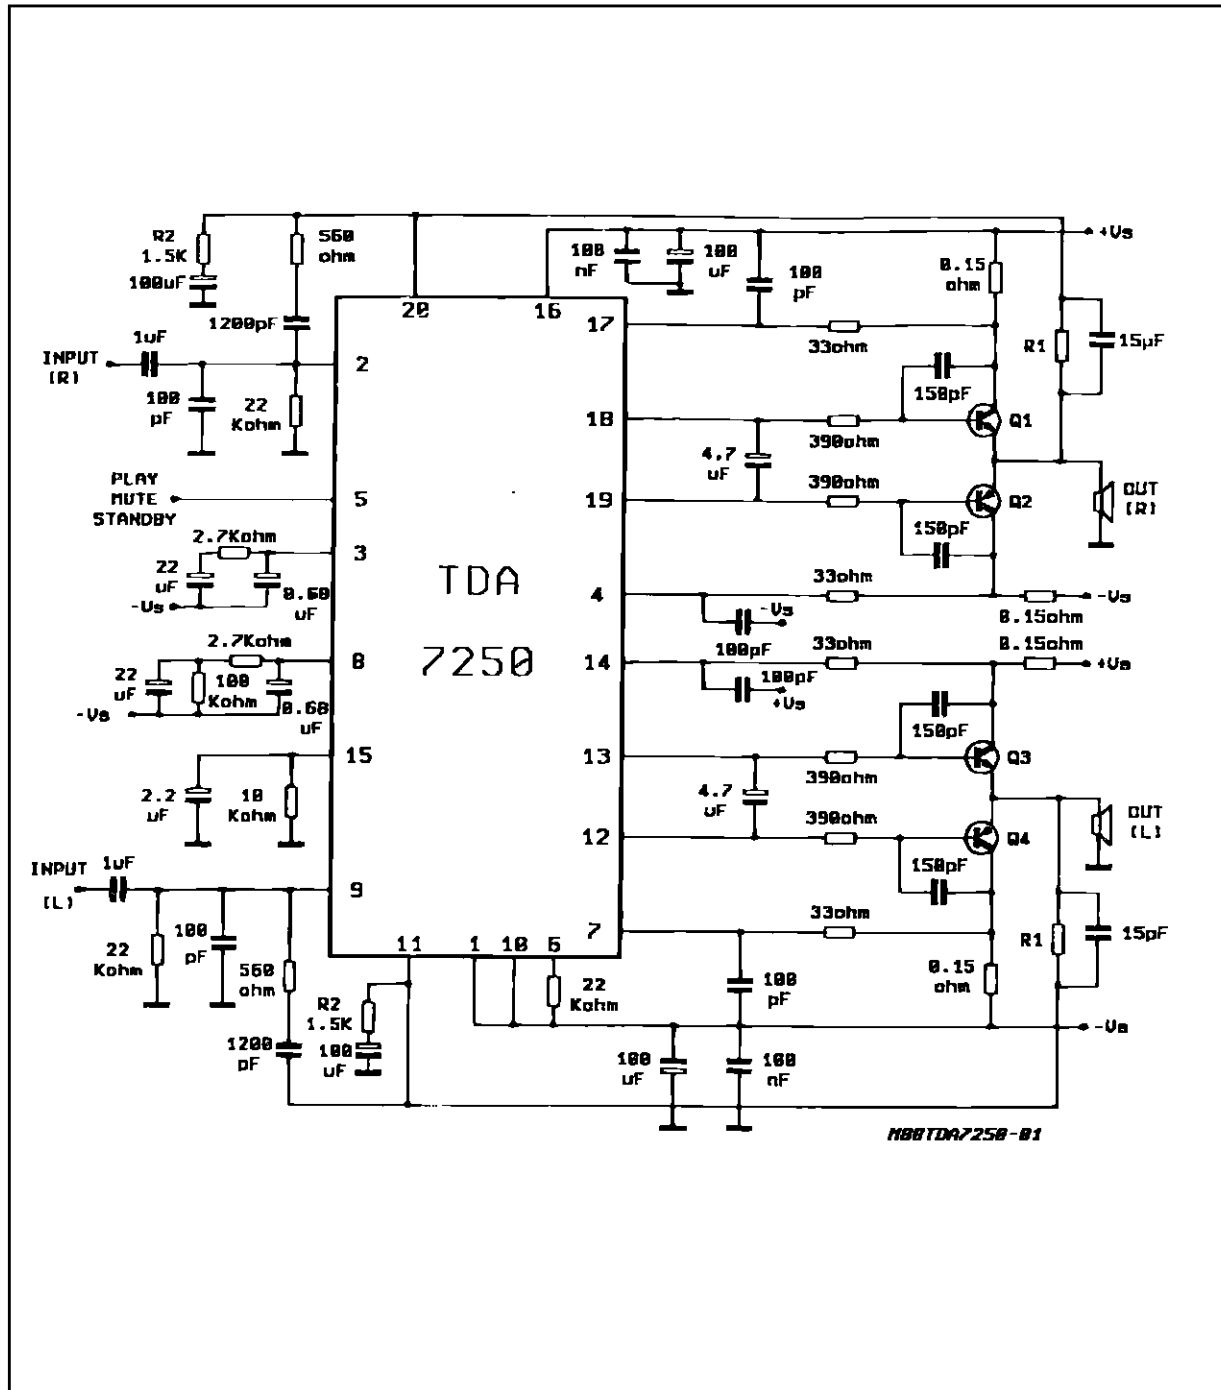 R2
1.5K
100uF
560
ohm
1200pF
20
16
100
nF
100
uF
100
pF
+Vs
0.15
ohm
17
33ohm
R1
15µF
INPUT
(R)
1uF
100
pF
22
Kohm
2
150pF
18
390ohm
Q1
4.7
uF
390ohm
PLAY
MUTE
STANDBY
5
19
Q2
OUT
(R)
150pF
2.7Kohm
3
22
uF
-Vs
0.68
uF
TDA
7250
33ohm
4
-Vs
100pF
-Vs
0.15ohm
2.7Kohm
8
22
uF
100
Kohm
-Vs
0.68
uF
33ohm
0.15ohm
14
100pF
+Vs
+Vs
150pF
15
2.2
uF
10
Kohm
13
390ohm
Q3
4.7
uF
390ohm
12
Q4
OUT
(L)
150pF
INPUT
(L)
1uF
9
22
Kohm
100
pF
560
ohm
1200
pF
33ohm
7
R1
15pF
11
1
10
6
R2
1.5K
100
uF
22
Kohm
100
pF
0.15
ohm
-Vs
100
uF
100
nF
M88TDA7250-01